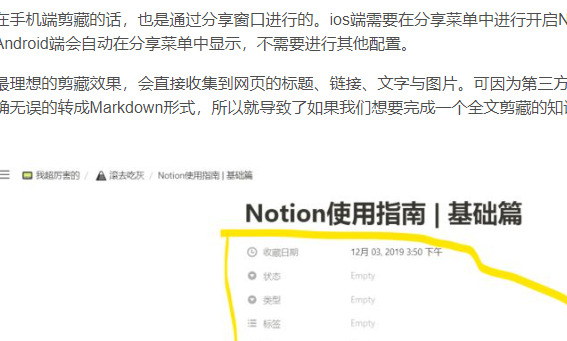 在手机端剪藏的话，也是通过分享窗口进行的。ios端需要在分享菜单中进行开启N
Android端会自动在分享菜单中显示，不需要进行其他配置。
最理想的剪藏效果，会直接收集到网页的标题、链接、文字与图片。可因为第三方
确无误的转成Markdown形式，所以就导致了如果我们想要完成一个全文剪藏的知
我超厉害的 / 滚去吃灰 / Notion使用指南 | 基础篇
Notion使用指南 | 基础篇
收藏日期 12月 03, 2019 3:50 下午
状态 Empty
类型 Empty
标签 Empty